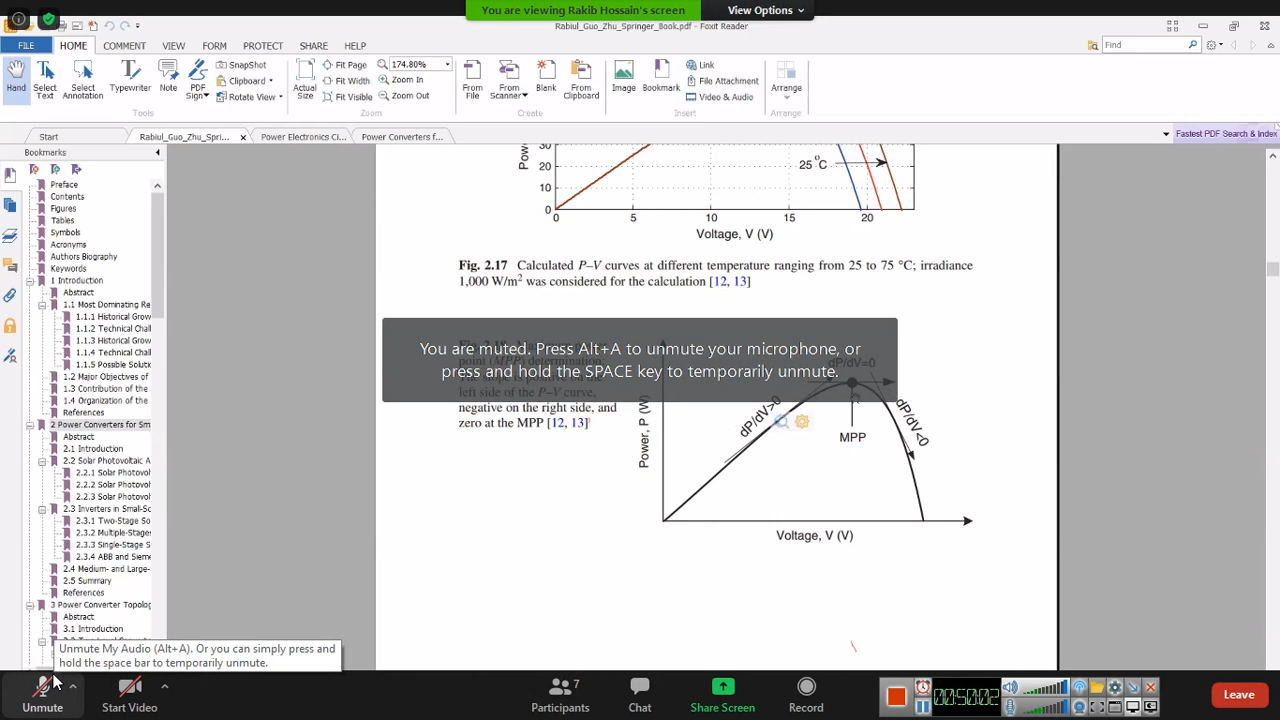 You are viewing Rakib Hossain's screen
View Options
Rabiul_Guo_Zhu_Springer_Book.pdf - Foxit Reader
FILE HOME COMMENT VIEW FORM PROTECT SHARE HELP
Find
Hand
Select Text
Select Annotation
SnapShot
Clipboard
Rotate View
Tools
Typewriter
Note
PDF Sign
Actual Size
Fit Page
Fit Width
Fit Visible
174.80%
Zoom In
Zoom Out
Zoom
From File
From Scanner
Blank
From Clipboard
Create
Image
Bookmark
Link
File Attachment
Video & Audio
Insert
Arrange
Arrange
Start
Rabiul_Guo_Zhu_Spri...
Power Electronics Ci...
Power Converters f...
Fastest PDF Search & Index
Bookmarks
Preface
Contents
Figures
Tables
Symbols
Acronyms
Authors Biography
Keywords
1 Introduction
Abstract
1.1 Most Dominating Re
1.1.1 Historical Grow
1.1.2 Technical Chall
1.1.3 Historical Grow
1.1.4 Technical Chall
1.1.5 Possible Soluti
1.2 Major Objectives of
1.3 Contribution of the
1.4 Organization of the
References
2 Power Converters for Sm
Abstract
2.1 Introduction
2.2 Solar Photovoltaic A
2.2.1 Solar Photovol
2.2.2 Solar Photovol
2.2.3 Solar Photovol
2.3 Inverters in Small-Sc
2.3.1 Two-Stage So
2.3.2 Multiple-Stages
2.3.3 Single-Stage S
2.3.4 ABB and Sieme
2.4 Medium- and Large-
2.5 Summary
References
3 Power Converter Topolog
Abstract
3.1 Introduction
Pow
30
20
10
0
0 5 10 15 20
25 °C
Voltage, V (V)
Fig. 2.17 Calculated P–V curves at different temperature ranging from 25 to 75 °C; irradiance
1,000 W/m2 was considered for the calculation [12, 13]
You are muted. Press Alt+A to unmute your microphone, or
press and hold the SPACE key to temporarily unmute.
point (MPP) determination:
left side of the P–V curve,
negative on the right side, and
zero at the MPP [12, 13]
Power, P (W)
dP/dV>0
dP/dV=0
dP/dV<0
MPP
Voltage, V (V)
Unmute My Audio (Alt+A). Or you can simply press and
hold the space bar to temporarily unmute.
Unmute
Start Video
7
Participants
Chat
Share Screen
Record
00:50:02
Leave